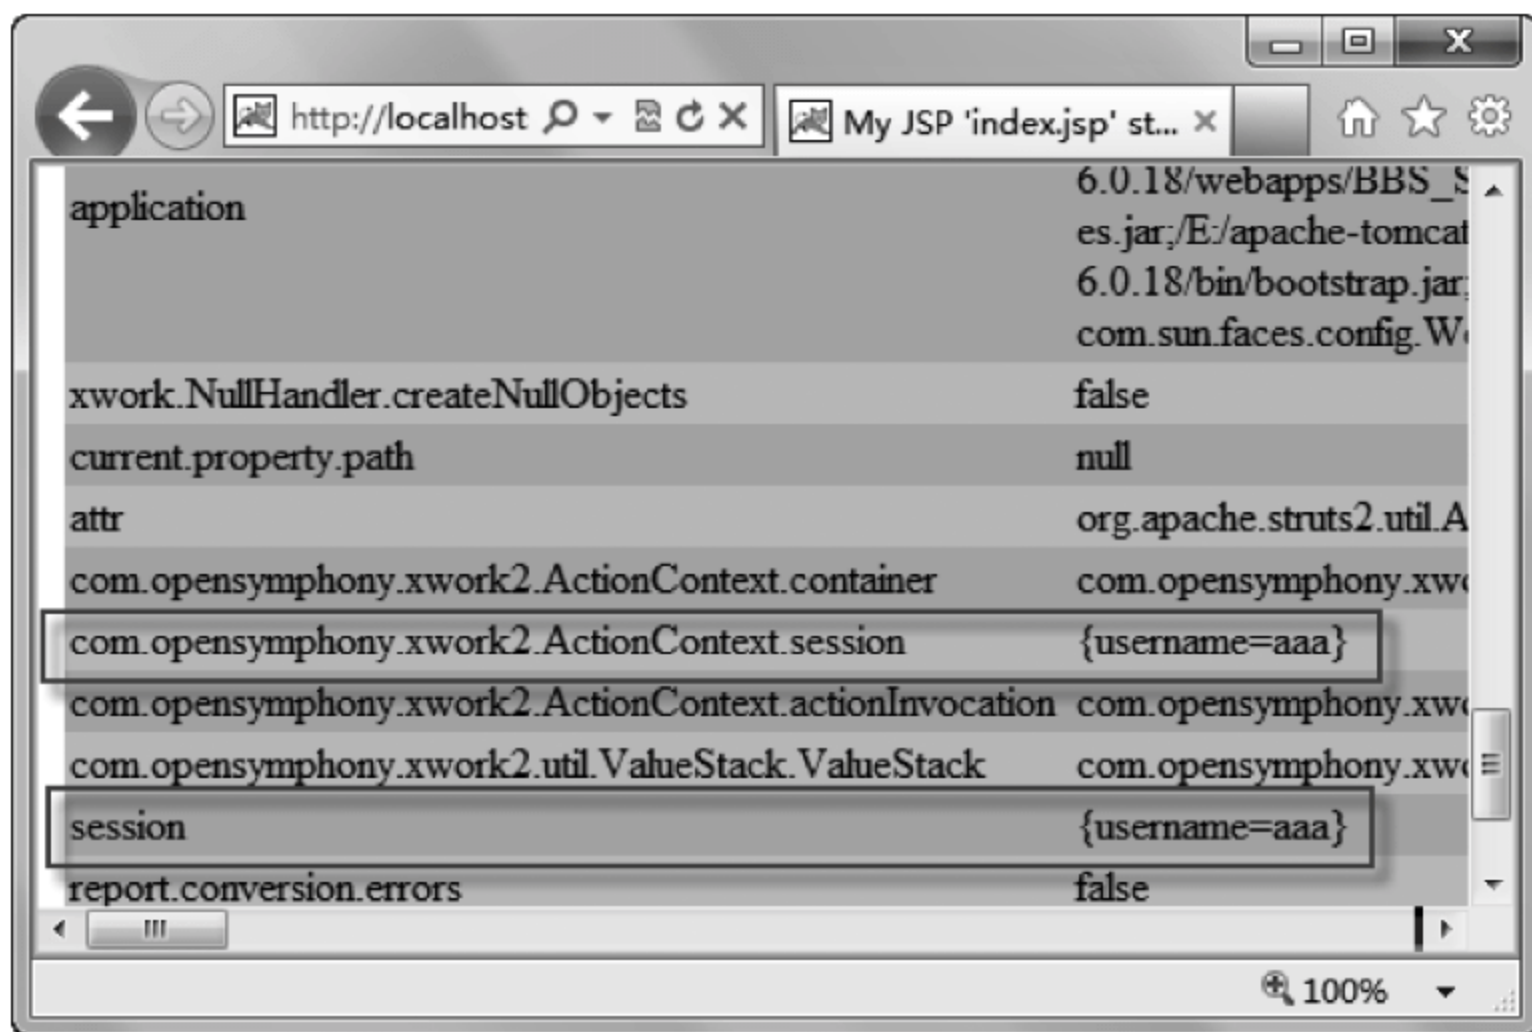 http://localhost
My JSP 'index.jsp' st...
application
6.0.18/webapps/BBS_S
es.jar;/E:/apache-tomcat
6.0.18/bin/bootstrap.jar;
com.sun.faces.config.W
xwork.NullHandler.createNullObjects false
current.property.path null
attr org.apache.struts2.util.A
com.opensymphony.xwork2.ActionContext.container com.opensymphony.xw
com.opensymphony.xwork2.ActionContext.session {username=aaa}
com.opensymphony.xwork2.ActionContext.actionInvocation com.opensymphony.xw
com.opensymphony.xwork2.util.ValueStack.ValueStack com.opensymphony.xw
session {username=aaa}
report.conversion.errors false
100%